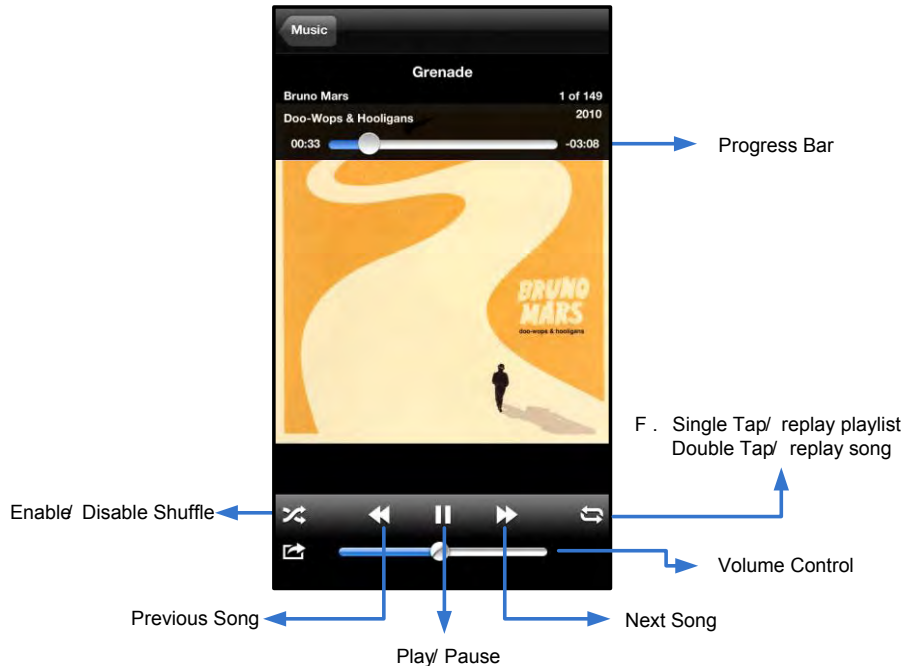 Music
Grenade
Bruno Mars 1 of 149
Doo-Wops & Hooligans 2010
00:33 -03:08
Progress Bar
BRUNO
MARS
doo-wops & hooligans
F . Single Tap/ replay playlist
Double Tap/ replay song
Enable/ Disable Shuffle
Volume Control
Previous Song
Next Song
Play/ Pause